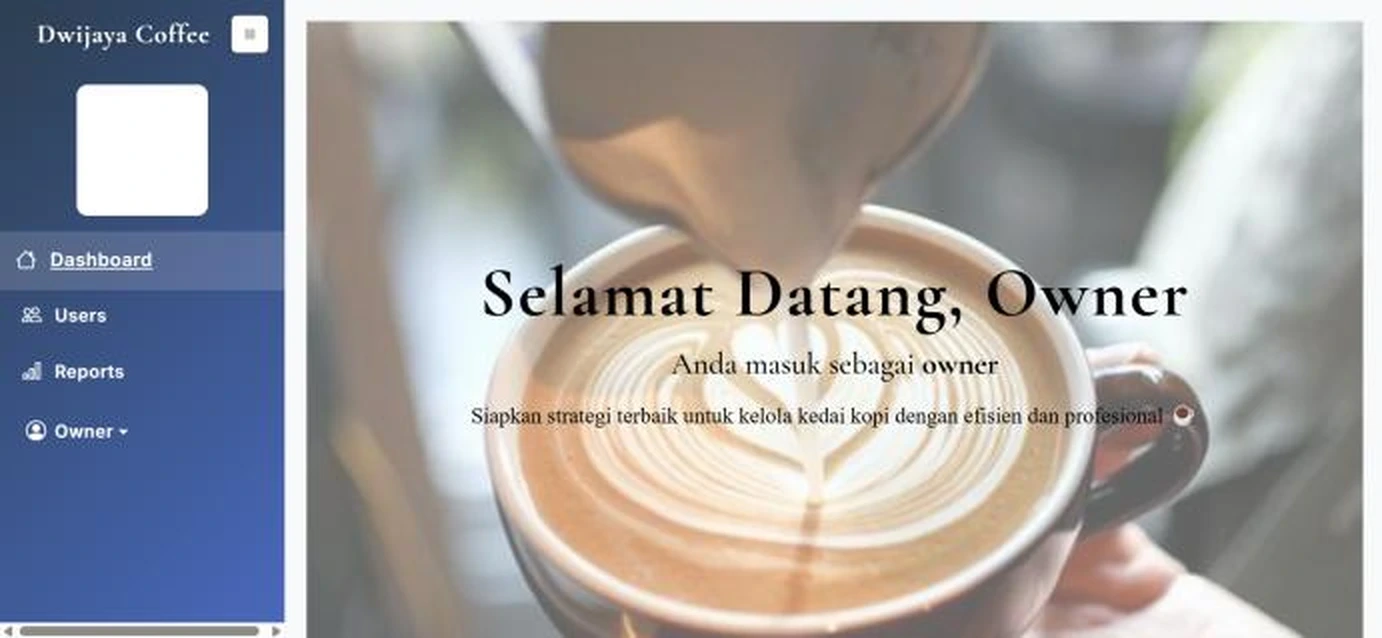 Dwijaya Coffee
Dashboard
Users
Reports
Owner
Selamat Datang, Owner
Anda masuk sebagai owner
Siapkan strategi terbaik untuk kelola kedai kopi dengan efisien dan profesional ☕